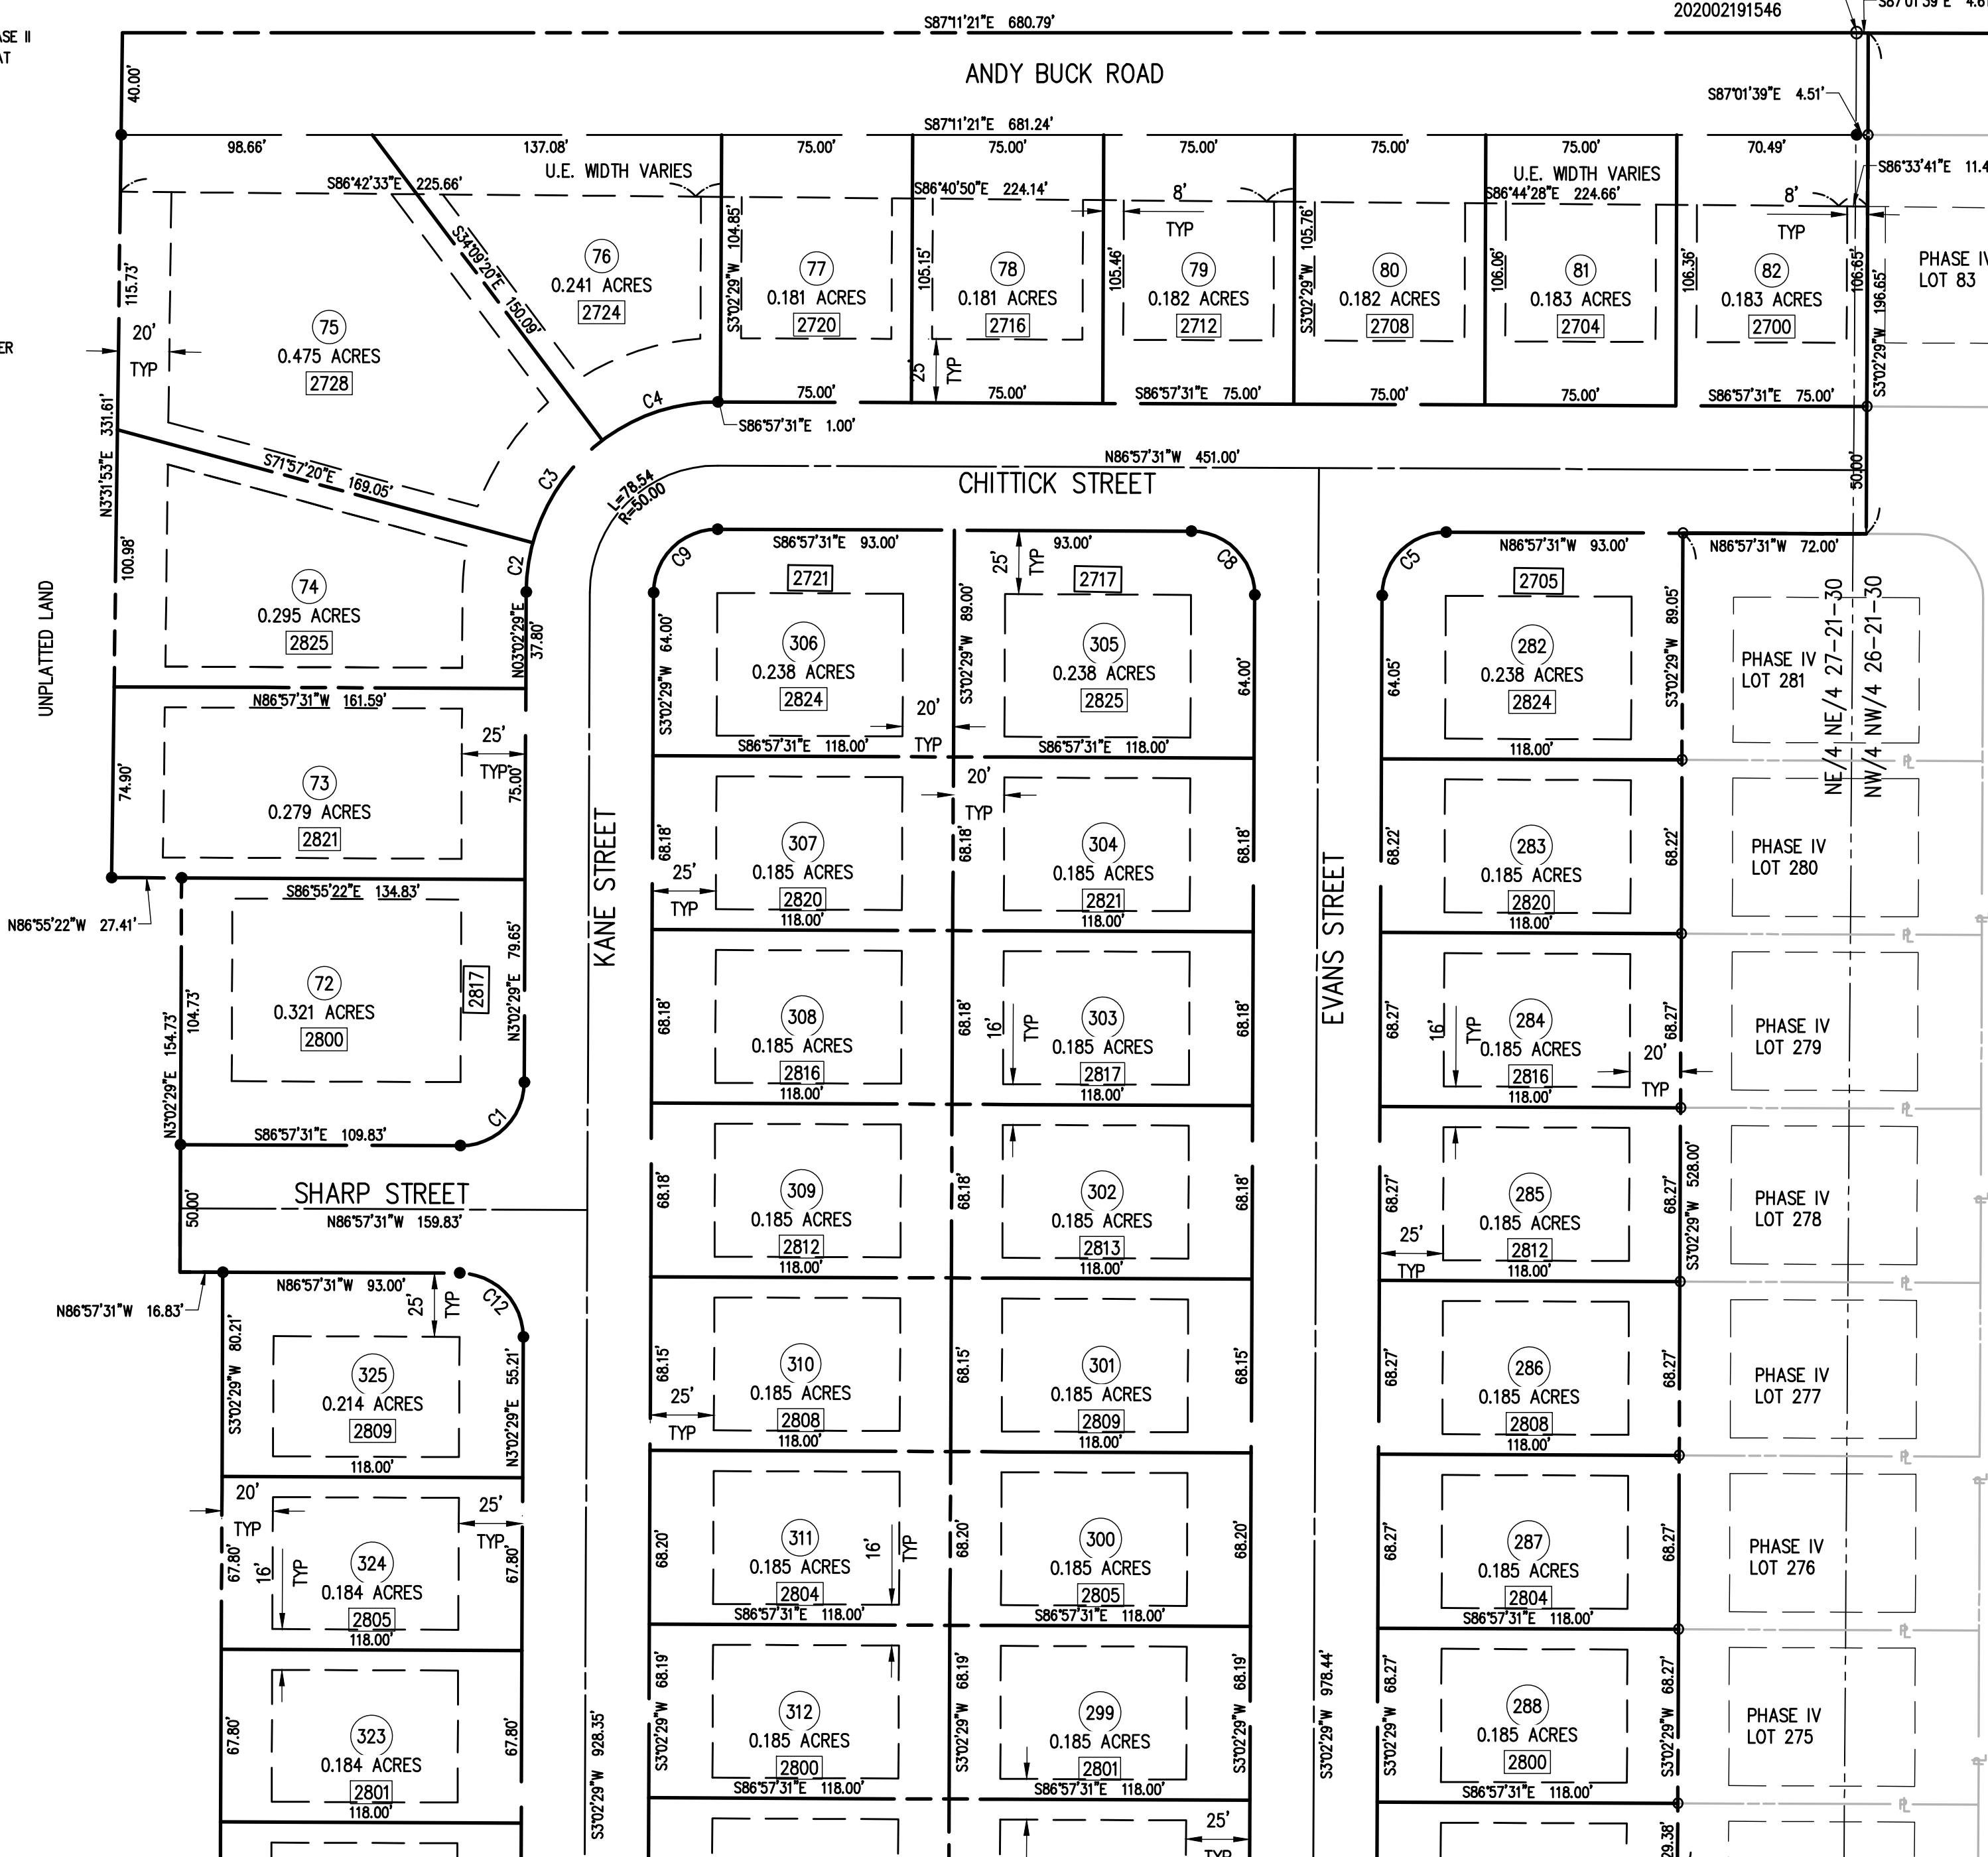 S87°11'21"E 680.79'
202002191546
ASE II
AT
40.00'
ANDY BUCK ROAD
S87°01'39"E 4.51'
S87°11'21"E 681.24'
98.66'
137.08'
75.00'
75.00'
75.00'
75.00'
75.00'
70.49'
U.E. WIDTH VARIES
U.E. WIDTH VARIES
S86°42'33"E 225.66'
S86°40'50"E 224.14'
S86°44'28"E 224.66'
S86°33'41"E 11.4
8'
TYP
8'
TYP
115.73'
20'
TYP
ER
75
0.475 ACRES
2728
S34°09'20"E 150.09'
76
0.241 ACRES
2724
S3°02'29"W 104.85'
77
0.181 ACRES
2720
105.15'
78
0.181 ACRES
2716
105.46'
79
0.182 ACRES
2712
S3°02'29"W 105.76'
80
0.182 ACRES
2708
106.06'
81
0.183 ACRES
2704
106.36'
82
0.183 ACRES
2700
106.65'
S3°02'29"W 196.65'
PHASE IV
LOT 83
25'
TYP
75.00'
75.00'
S86°57'31"E 75.00'
75.00'
S86°57'31"E 75.00'
C4
S86°57'31"E 1.00'
N3°31'53"E 331.61'
S71°57'20"E 169.05'
C3
L=78.54
R=50.00
N86°57'31"W 451.00'
CHITTICK STREET
50.00'
UNPLATTED LAND
100.98'
74
0.295 ACRES
2825
C2
N03°02'29"E
37.80'
N86°57'31"W 161.59'
74.90'
73
0.279 ACRES
2821
25'
TYP
75.00'
S86°55'22"E 134.83'
N86°55'22"W 27.41'
72
0.321 ACRES
2800
2817
N3°02'29"E 79.65'
104.73'
N3°02'29"E 154.73'
C1
S86°57'31"E 109.83'
SHARP STREET
50.00'
N86°57'31"W 159.83'
N86°57'31"W 16.83'
N86°57'31"W 93.00'
25'
TYP
C12
S3°02'29"W 80.21'
325
0.214 ACRES
2809
N3°02'29"E 55.21'
118.00'
20'
TYP
25'
TYP
67.80'
16'
TYP
324
0.184 ACRES
2805
67.80'
118.00'
67.80'
323
0.184 ACRES
2801
67.80'
118.00'
KANE STREET
S3°02'29"W 928.35'
C9
S86°57'31"E 93.00'
2721
S3°02'29"W 64.00'
306
0.238 ACRES
2824
20'
TYP
S3°02'29"W 89.00'
25'
TYP
93.00'
2717
C8
305
0.238 ACRES
2825
64.00'
S86°57'31"E 118.00'
S86°57'31"E 118.00'
20'
TYP
68.18'
307
0.185 ACRES
2820
25'
TYP
68.18'
304
0.185 ACRES
2821
68.18'
118.00'
118.00'
68.18'
308
0.185 ACRES
2816
68.18'
16'
TYP
303
0.185 ACRES
2817
68.18'
118.00'
118.00'
68.18'
309
0.185 ACRES
2812
68.18'
302
0.185 ACRES
2813
68.18'
118.00'
118.00'
68.15'
25'
TYP
310
0.185 ACRES
2808
68.15'
301
0.185 ACRES
2809
68.15'
118.00'
118.00'
68.20'
311
0.185 ACRES
2804
16'
TYP
68.20'
300
0.185 ACRES
2805
68.20'
S86°57'31"E 118.00'
S86°57'31"E 118.00'
S3°02'29"W 68.19'
312
0.185 ACRES
2800
S3°02'29"W 68.19'
299
0.185 ACRES
2801
S3°02'29"W 68.19'
S86°57'31"E 118.00'
S86°57'31"E 118.00'
25'
TYP
EVANS STREET
S3°02'29"W 978.44'
C5
N86°57'31"W 93.00'
N86°57'31"W 72.00'
2705
64.05'
282
0.238 ACRES
2824
S3°02'29"W 89.05'
118.00'
68.22'
283
0.185 ACRES
2820
68.22'
118.00'
68.27'
16'
TYP
284
0.185 ACRES
2816
20'
TYP
68.27'
118.00'
68.27'
25'
TYP
285
0.185 ACRES
2812
68.27'
S3°02'29"W 528.00'
118.00'
68.27'
286
0.185 ACRES
2808
68.27'
118.00'
68.27'
287
0.185 ACRES
2804
68.27'
S86°57'31"E 118.00'
S3°02'29"W 68.27'
288
0.185 ACRES
2800
S3°02'29"W 68.27'
S86°57'31"E 118.00'
29.38'
NE/4 NE/4 27-21-30
NW/4 NW/4 26-21-30
PHASE IV
LOT 281
PHASE IV
LOT 280
PHASE IV
LOT 279
PHASE IV
LOT 278
PHASE IV
LOT 277
PHASE IV
LOT 276
PHASE IV
LOT 275